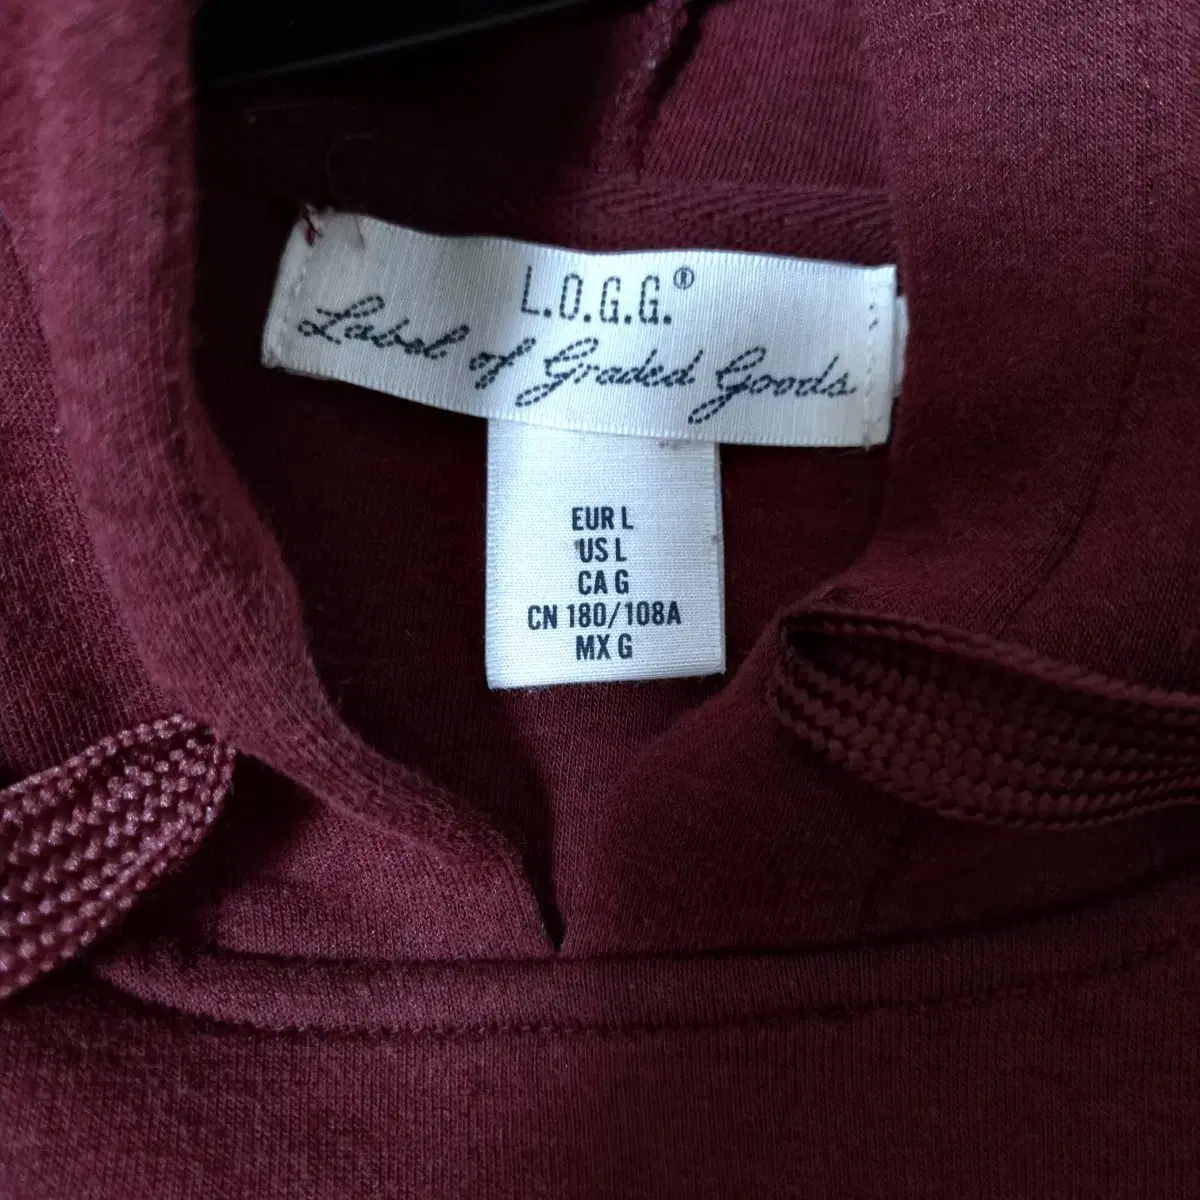 L.O.G.G.®
Label of Graded Goods
EUR L
US L
CA G
CN 180/108A
MX G